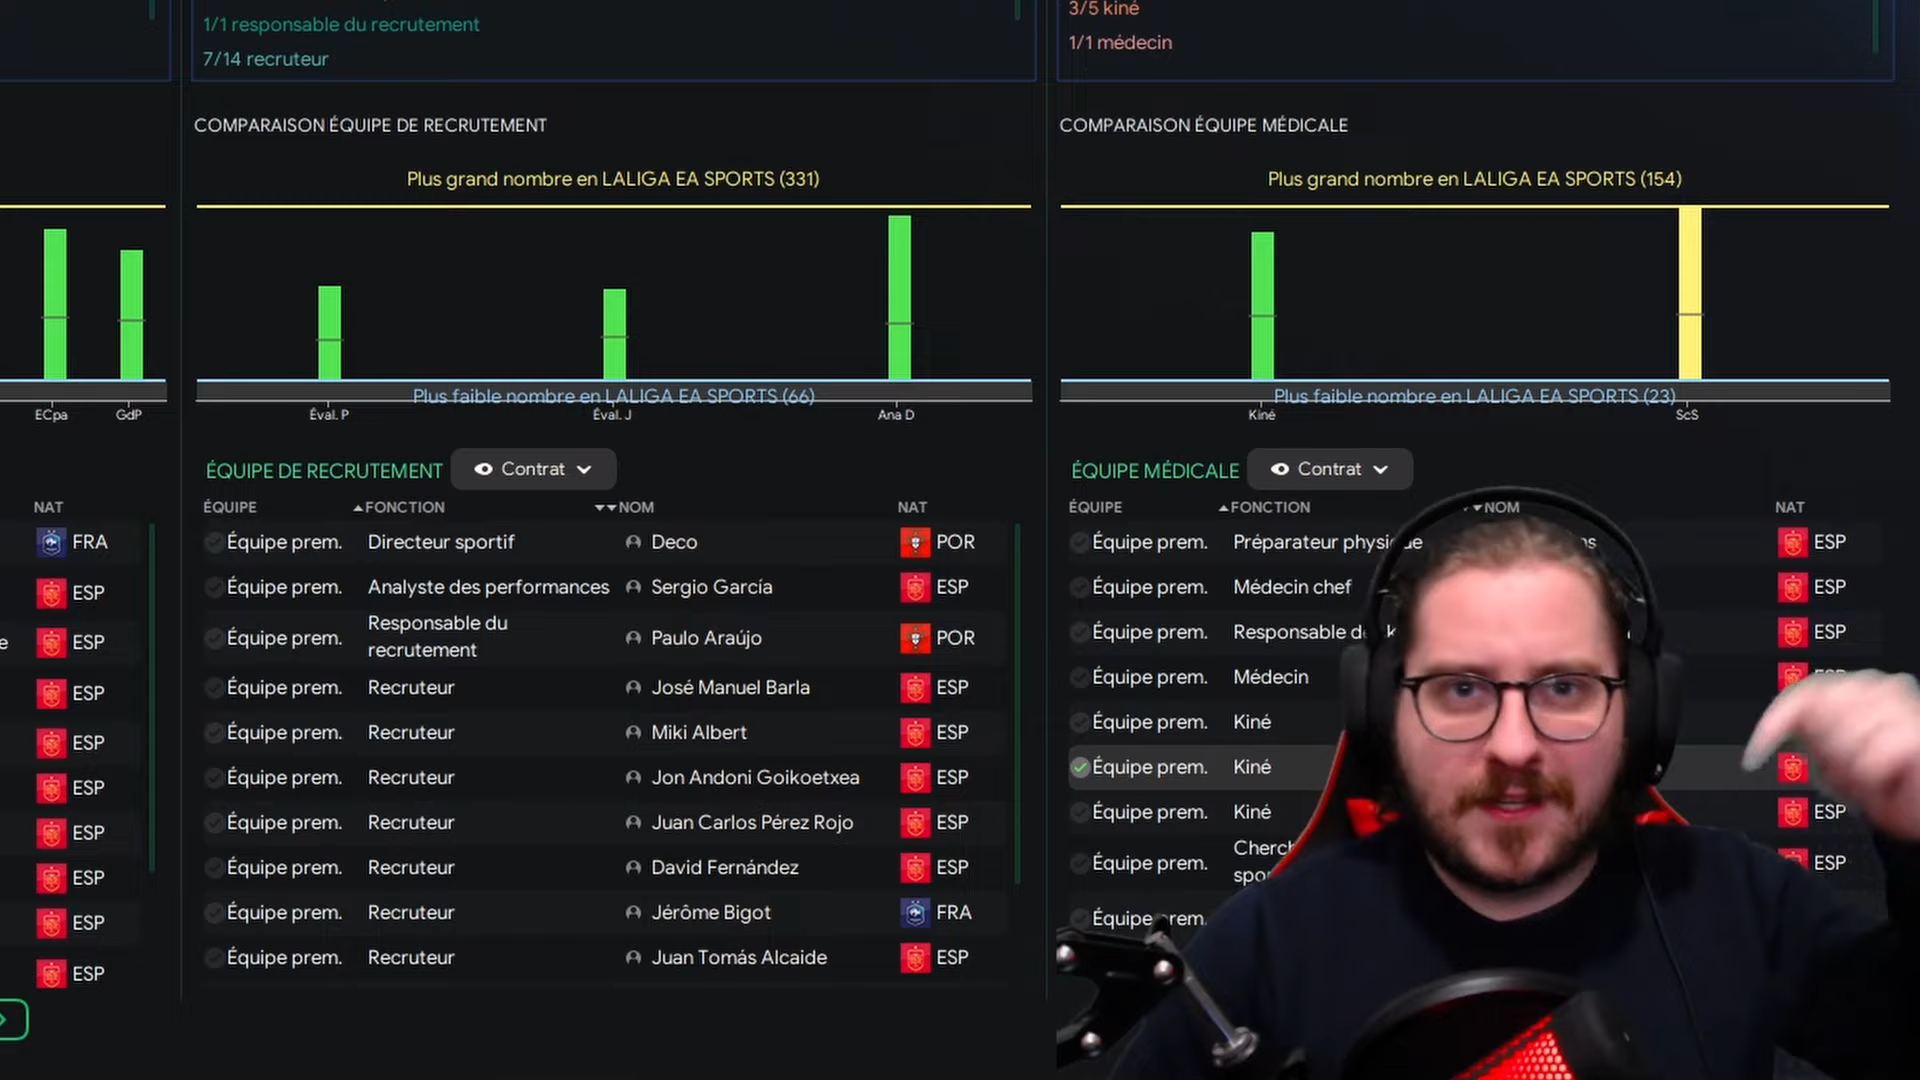 1/1 responsable du recrutement
7/14 recruteur
3/5 kiné
1/1 médecin
COMPARAISON ÉQUIPE DE RECRUTEMENT
COMPARAISON ÉQUIPE MÉDICALE
Plus grand nombre en LALIGA EA SPORTS (331)
Plus grand nombre en LALIGA EA SPORTS (154)
Plus faible nombre en LALIGA EA SPORTS (66)
Plus faible nombre en LALIGA EA SPORTS (23)
ECpa GdP
Éval. P Éval. J Ana D
Kiné ScS
ÉQUIPE DE RECRUTEMENT Contrat
ÉQUIPE MÉDICALE Contrat
NAT
FRA
ESP
ESP
ESP
ESP
ESP
ESP
ESP
ESP
ESP
ÉQUIPE FONCTION NOM NAT
Équipe prem. Directeur sportif Deco POR
Équipe prem. Analyste des performances Sergio García ESP
Équipe prem. Responsable du
recrutement Paulo Araújo POR
Équipe prem. Recruteur José Manuel Barla ESP
Équipe prem. Recruteur Miki Albert ESP
Équipe prem. Recruteur Jon Andoni Goikoetxea ESP
Équipe prem. Recruteur Juan Carlos Pérez Rojo ESP
Équipe prem. Recruteur David Fernández ESP
Équipe prem. Recruteur Jérôme Bigot FRA
Équipe prem. Recruteur Juan Tomás Alcaide ESP
ÉQUIPE FONCTION NOM NAT
Équipe prem. Préparateur physique ESP
Équipe prem. Médecin chef ESP
Équipe prem. Responsable ESP
Équipe prem. Médecin
Équipe prem. Kiné
Équipe prem. Kiné
Équipe prem. Kiné ESP
Équipe prem. ESP
Équipe prem.